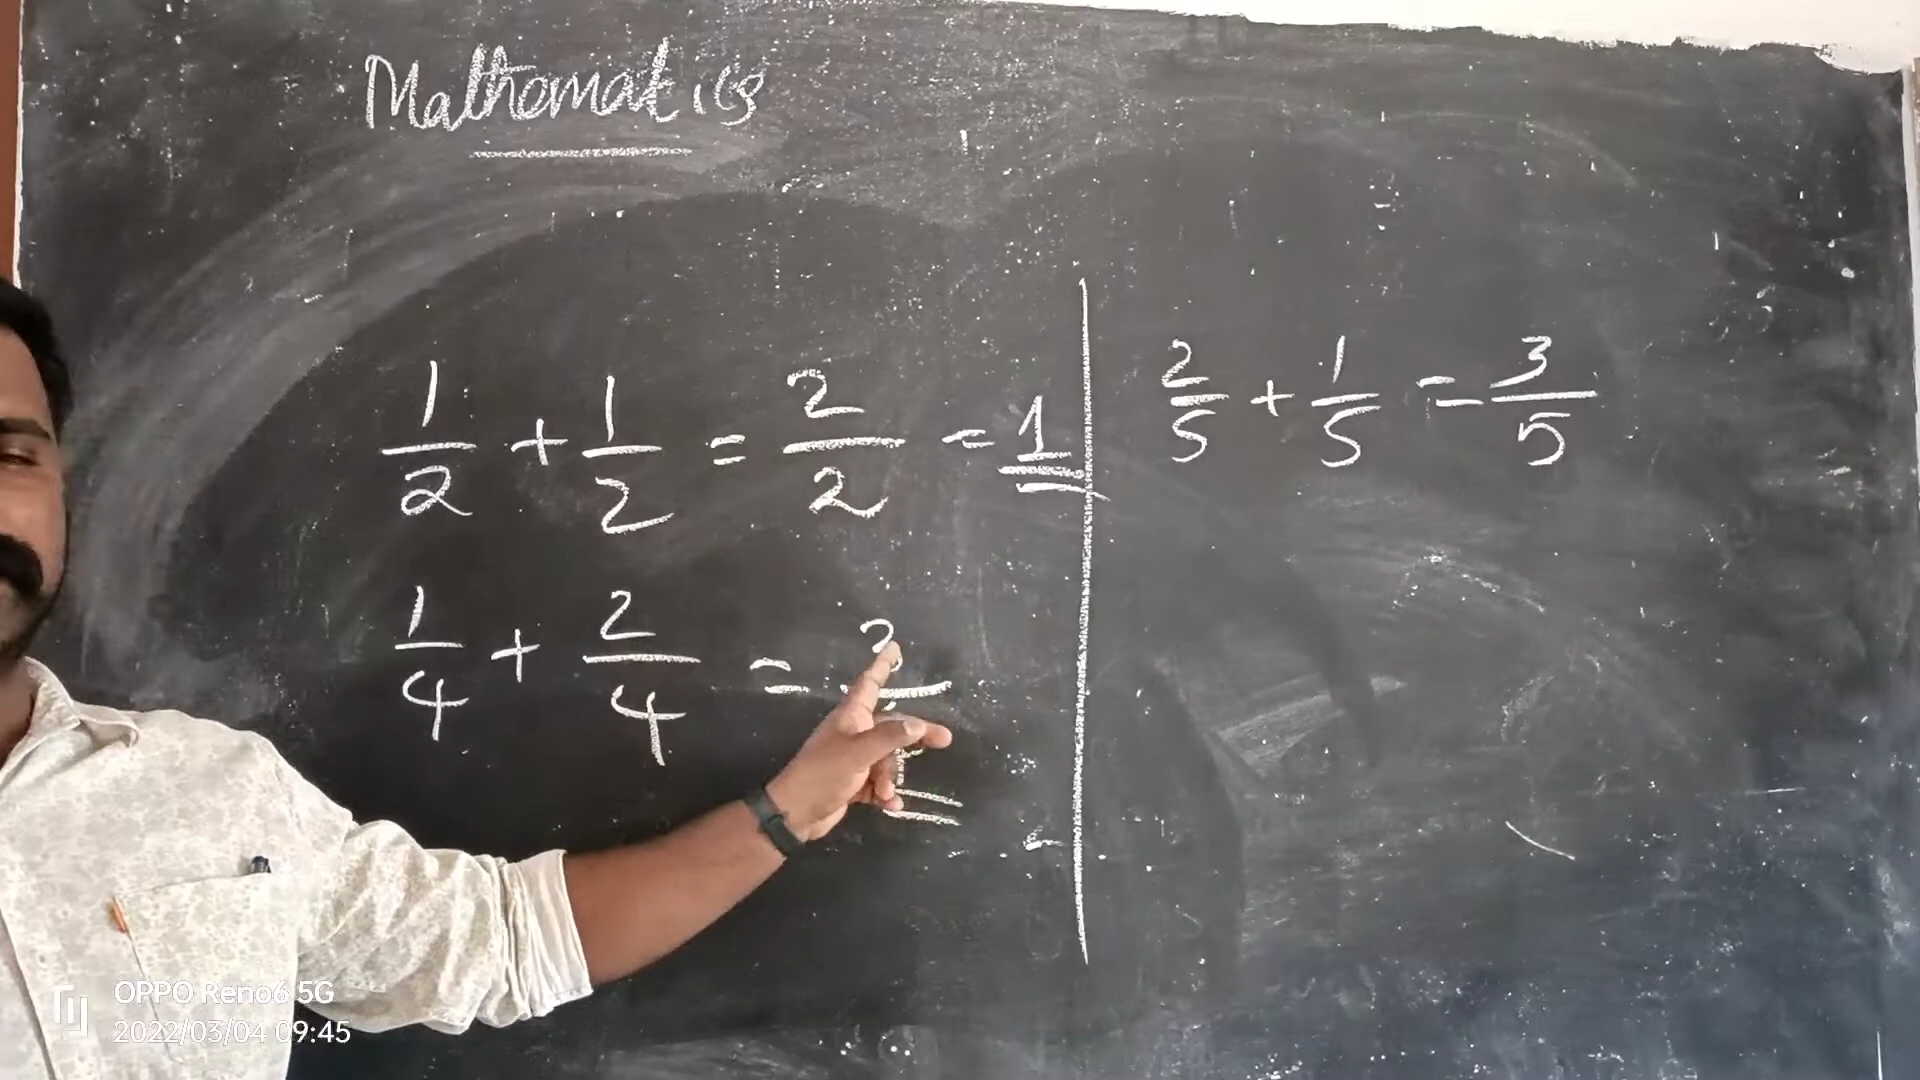 Mathematics
1/2 + 1/2 = 2/2 = 1
1/4 + 2/4 = 3/
2/5 + 1/5 = 3/5
OPPO Reno6 5G
2022/03/04 09:45